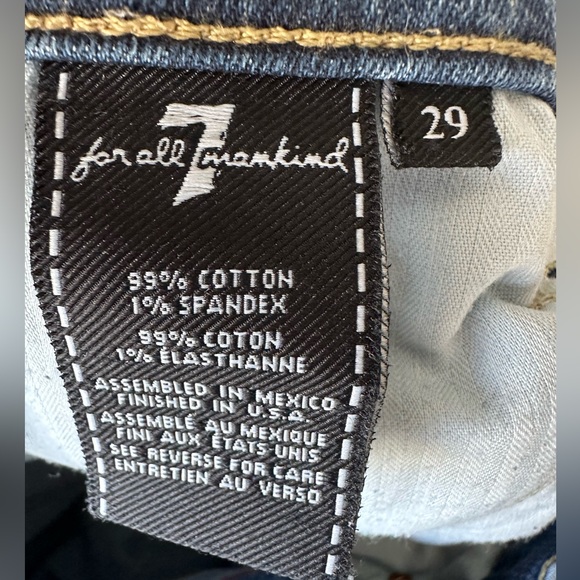 7
for all mankind
29
99% COTTON
1% SPANDEX
99% COTON
1% ÉLASTHANNE
ASSEMBLED IN MEXICO
FINISHED IN U.S.A.
ASSEMBLÉ AU MEXIQUE
FINI AUX ÉTATS UNIS
SEE REVERSE FOR CARE
ENTRETIEN AU VERSO